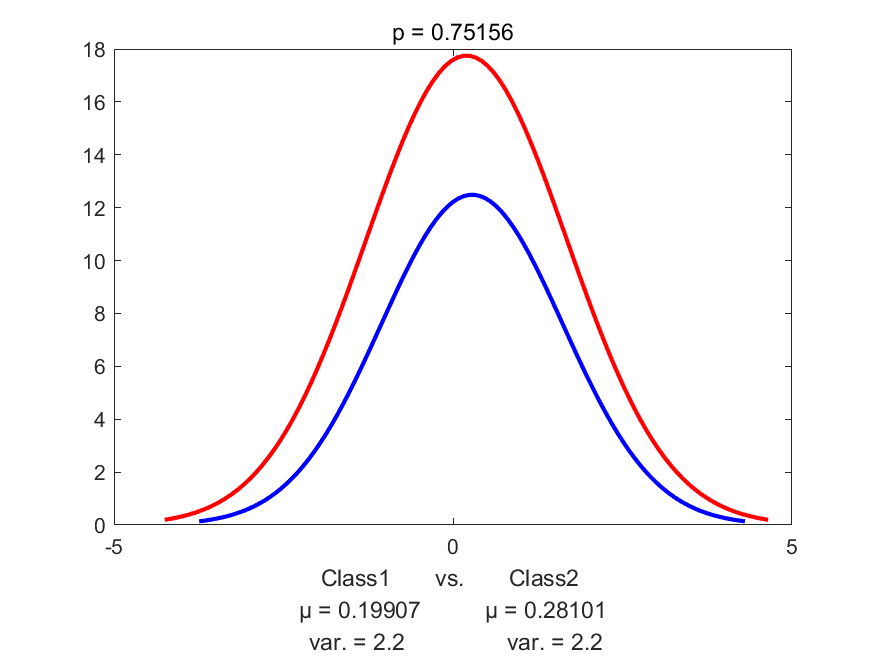 p = 0.75156
18
16
14
12
10
8
6
4
2
0
-5 0 5
Class1 vs. Class2
μ = 0.19907 μ = 0.28101
var. = 2.2 var. = 2.2